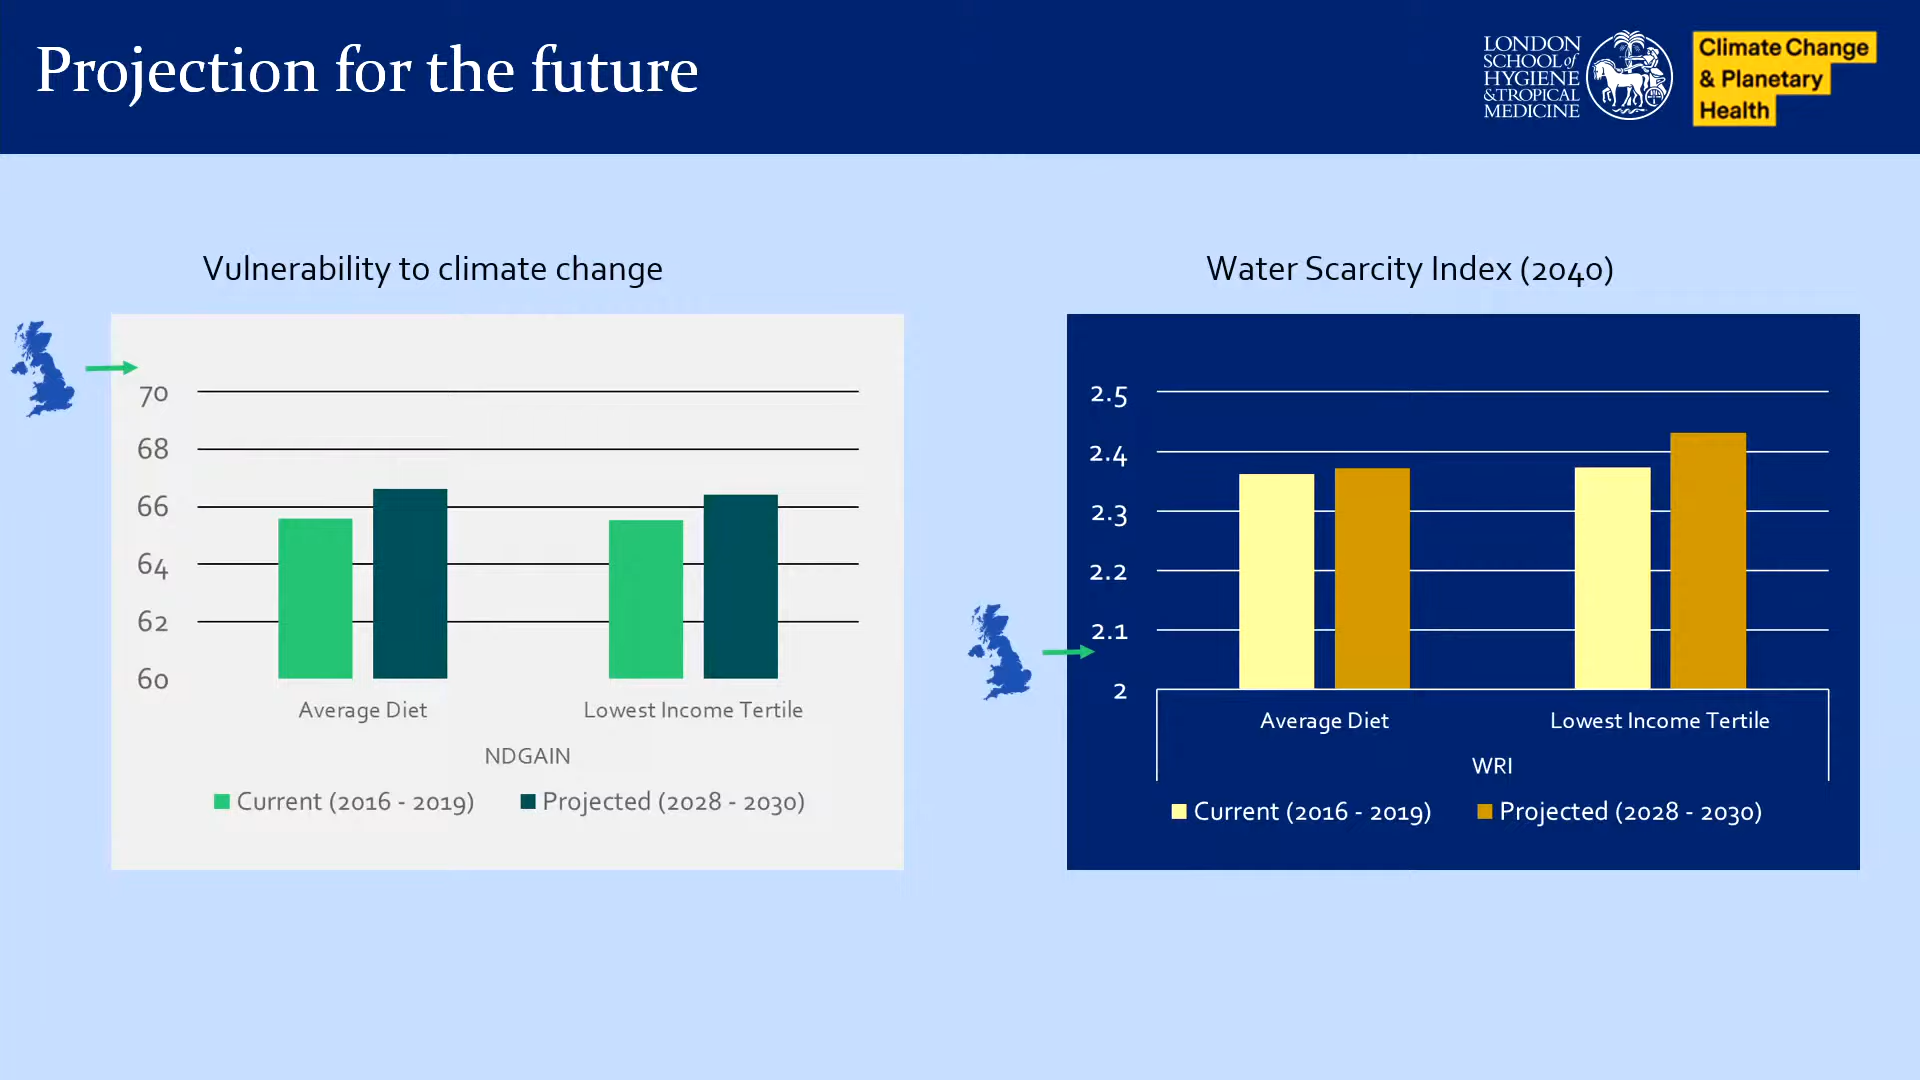 Projection for the future
LONDON
SCHOOL of
HYGIENE
& TROPICAL
MEDICINE
Climate Change
& Planetary
Health
Vulnerability to climate change
70
68
66
64
62
60
Average Diet Lowest Income Tertile
NDGAIN
Current (2016 - 2019) Projected (2028 - 2030)
Water Scarcity Index (2040)
2.5
2.4
2.3
2.2
2.1
2
Average Diet Lowest Income Tertile
WRI
Current (2016 - 2019) Projected (2028 - 2030)